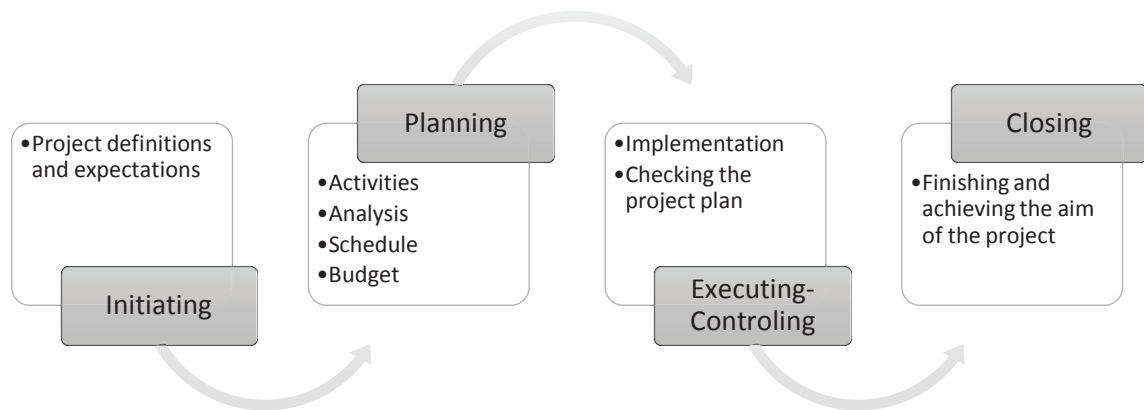 •Project definitions
and expectations
Initiating
Planning
•Activities
•Analysis
•Schedule
•Budget
•Implementation
•Checking the
project plan
Executing-
Controling
Closing
•Finishing and
achieving the aim
of the project